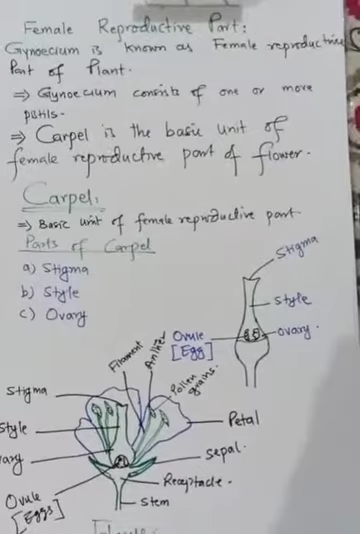 Female Reproductive Part:
Gynoecium is known as Female reproductive
Part of Plant.
⇒ Gynoecium consists of one or more
pistils.
⇒ Carpel is the basic unit of
female reproductive part of flower.
Carpel:
⇒ Basic unit of female reproductive part
Parts of Carpel
a) Stigma
b) Style
c) Ovary
Stigma
Style
Ovule
[Egg]
Ovary.
Filament
Anther
Pollen
grains.
Stigma
Style
vary
Petal
Sepal.
Receptacle.
Ovule
[Eggs]
Stem